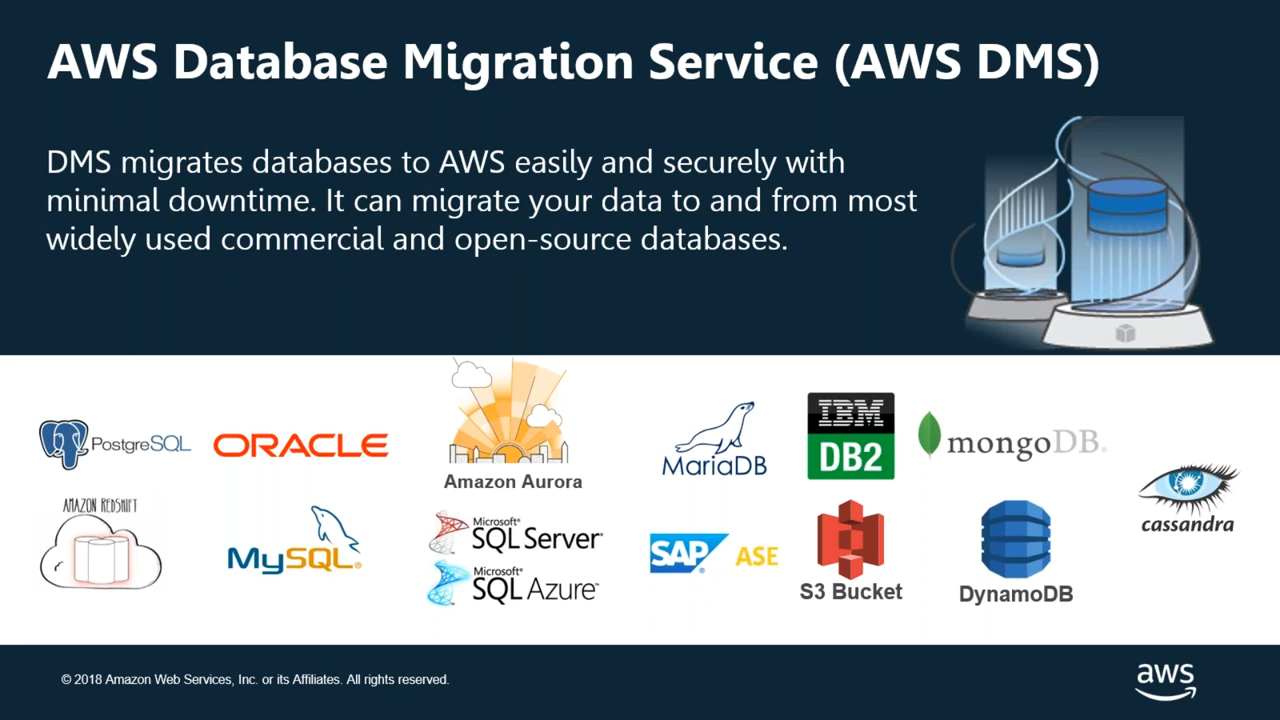 AWS Database Migration Service (AWS DMS)
DMS migrates databases to AWS easily and securely with
minimal downtime. It can migrate your data to and from most
widely used commercial and open-source databases.
PostgreSQL
ORACLE
Amazon Aurora
MariaDB
IBM
DB2
mongoDB®
cassandra
AMAZON REDSHIFT
MySQL®
Microsoft®
SQL Server®
Microsoft®
SQL Azure™
SAP® ASE
S3 Bucket
DynamoDB
© 2018 Amazon Web Services, Inc. or its Affiliates. All rights reserved.
aws